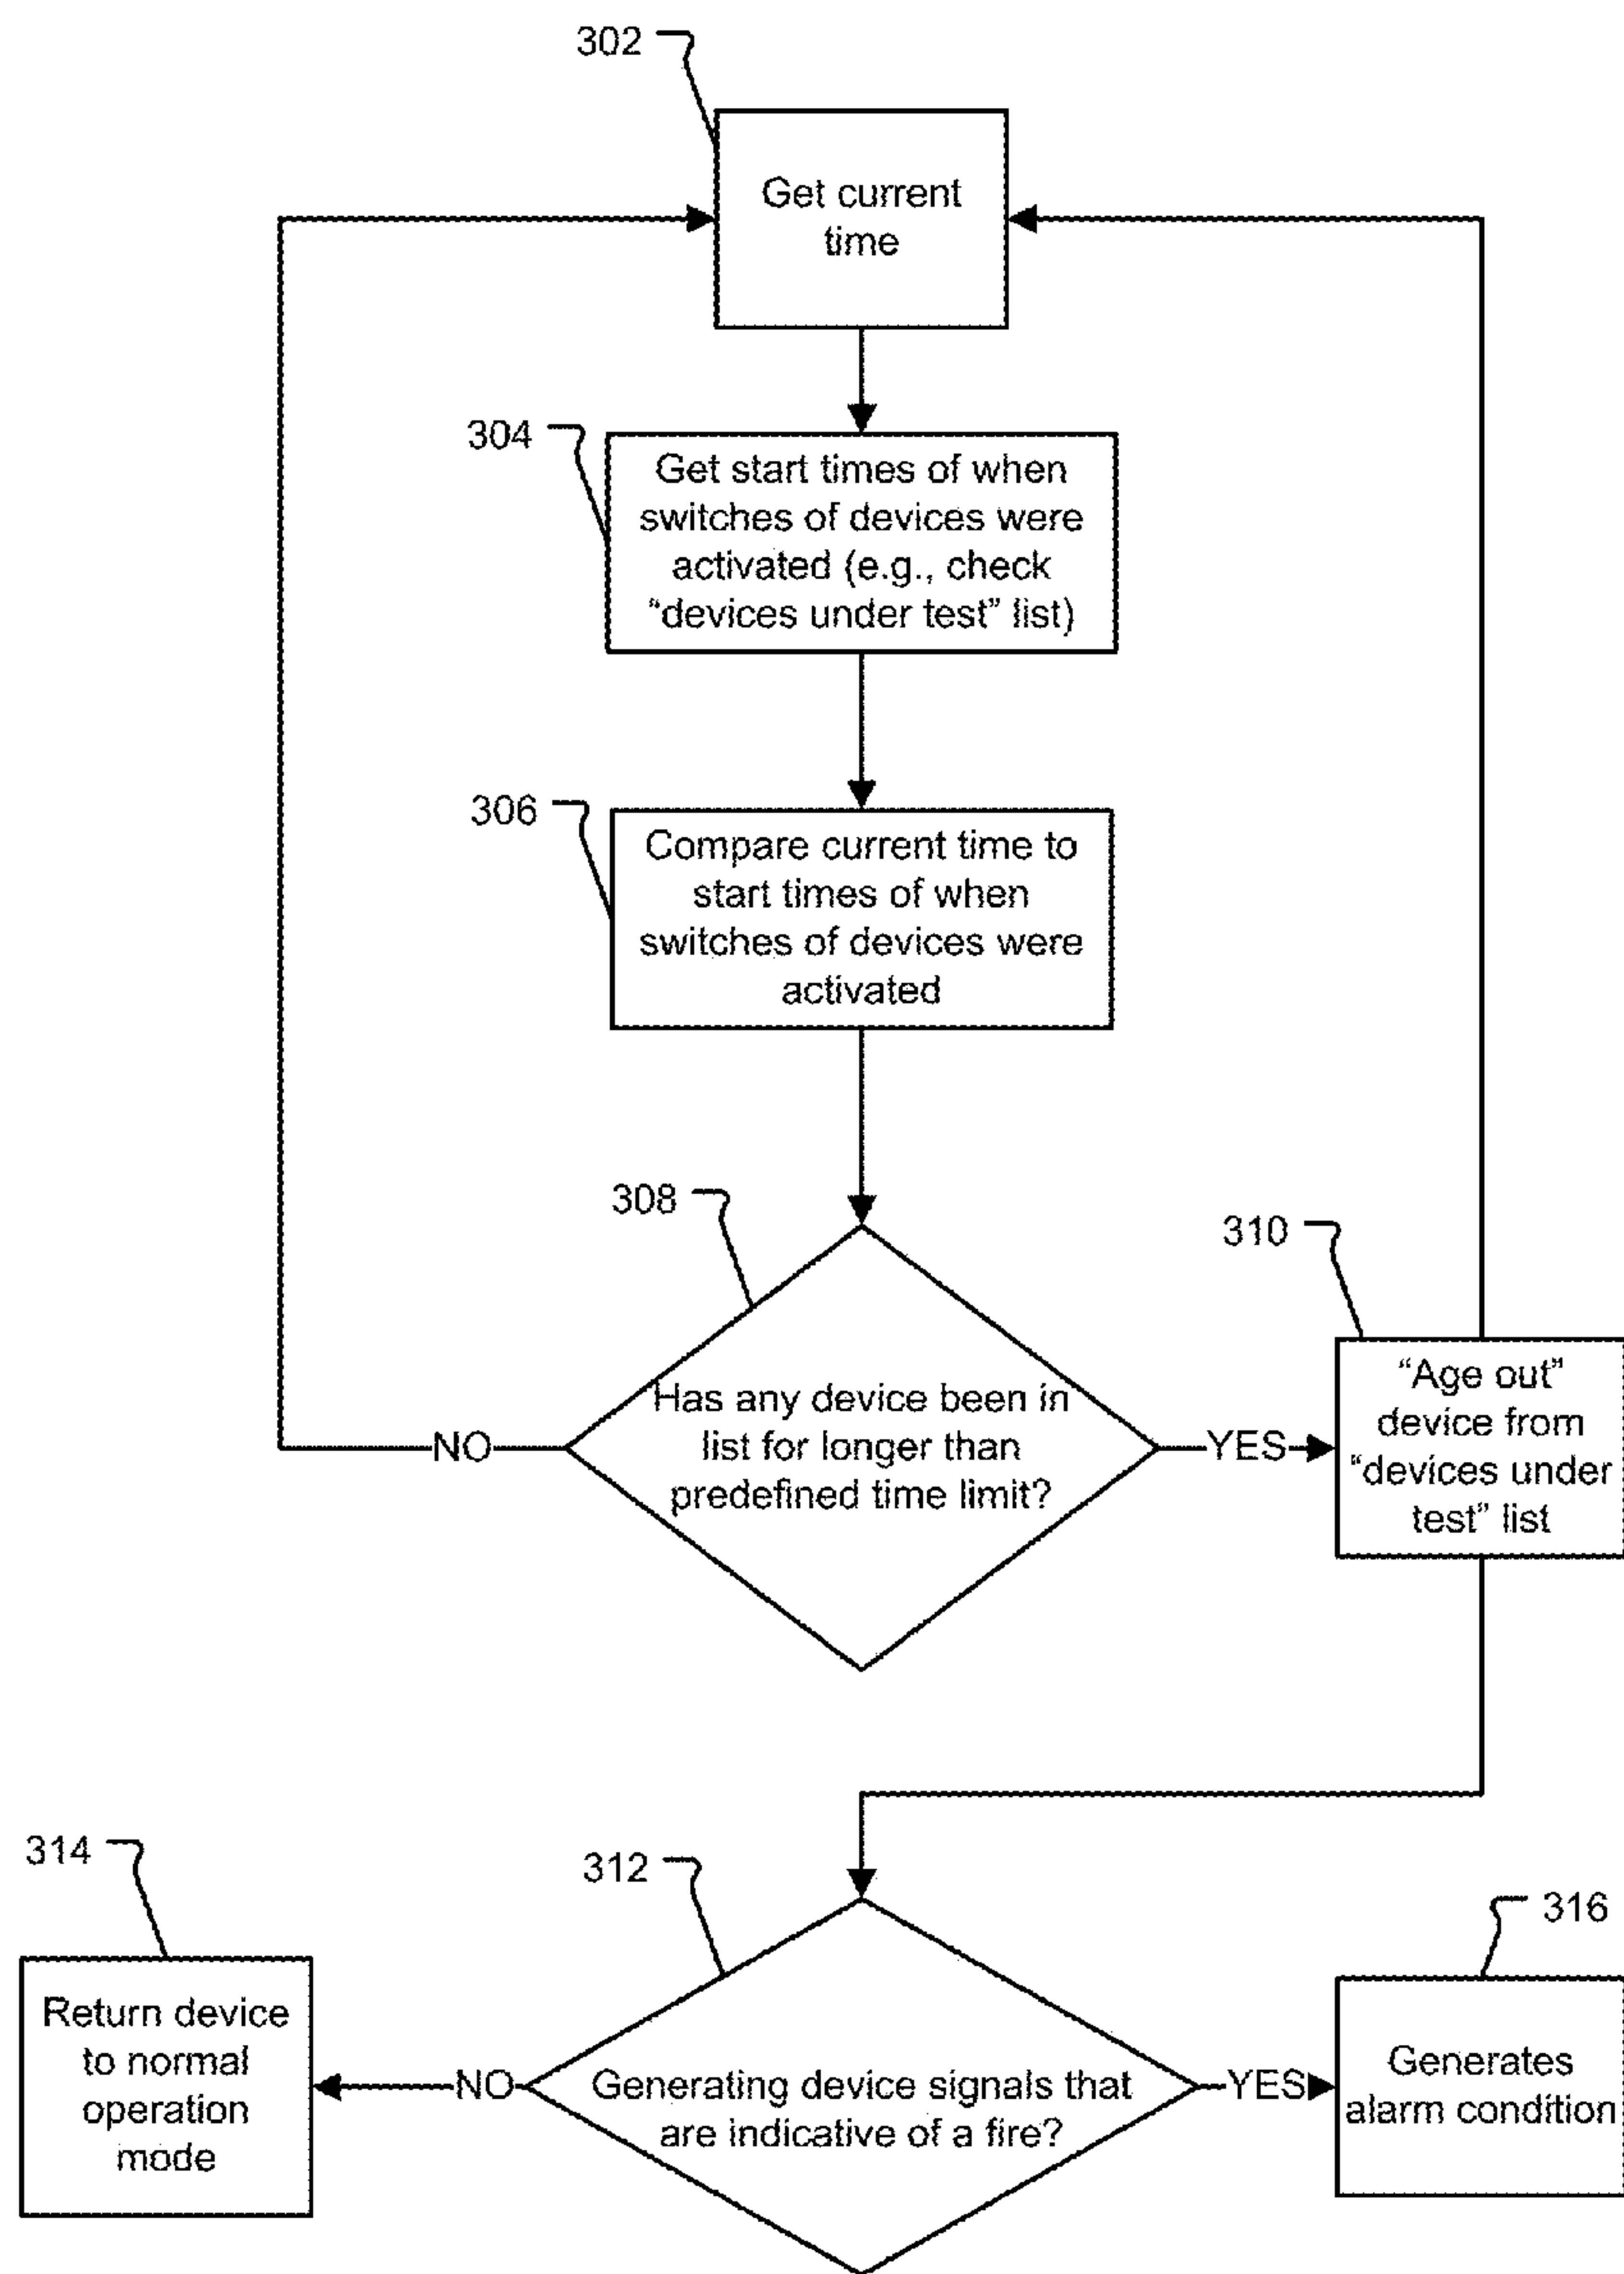 302
Get current
time
304
Get start times of when
switches of devices were
activated (e.g., check
“devices under test” list)
306
Compare current time to
start times of when
switches of devices were
activated
308
310
Has any device been in
list for longer than
predefined time limit?
NO
YES
“Age out”
device from
“devices under
test” list
314
312
316
Return device
to normal
operation
mode
NO
Generating device signals that
are indicative of a fire?
YES
Generates
alarm condition